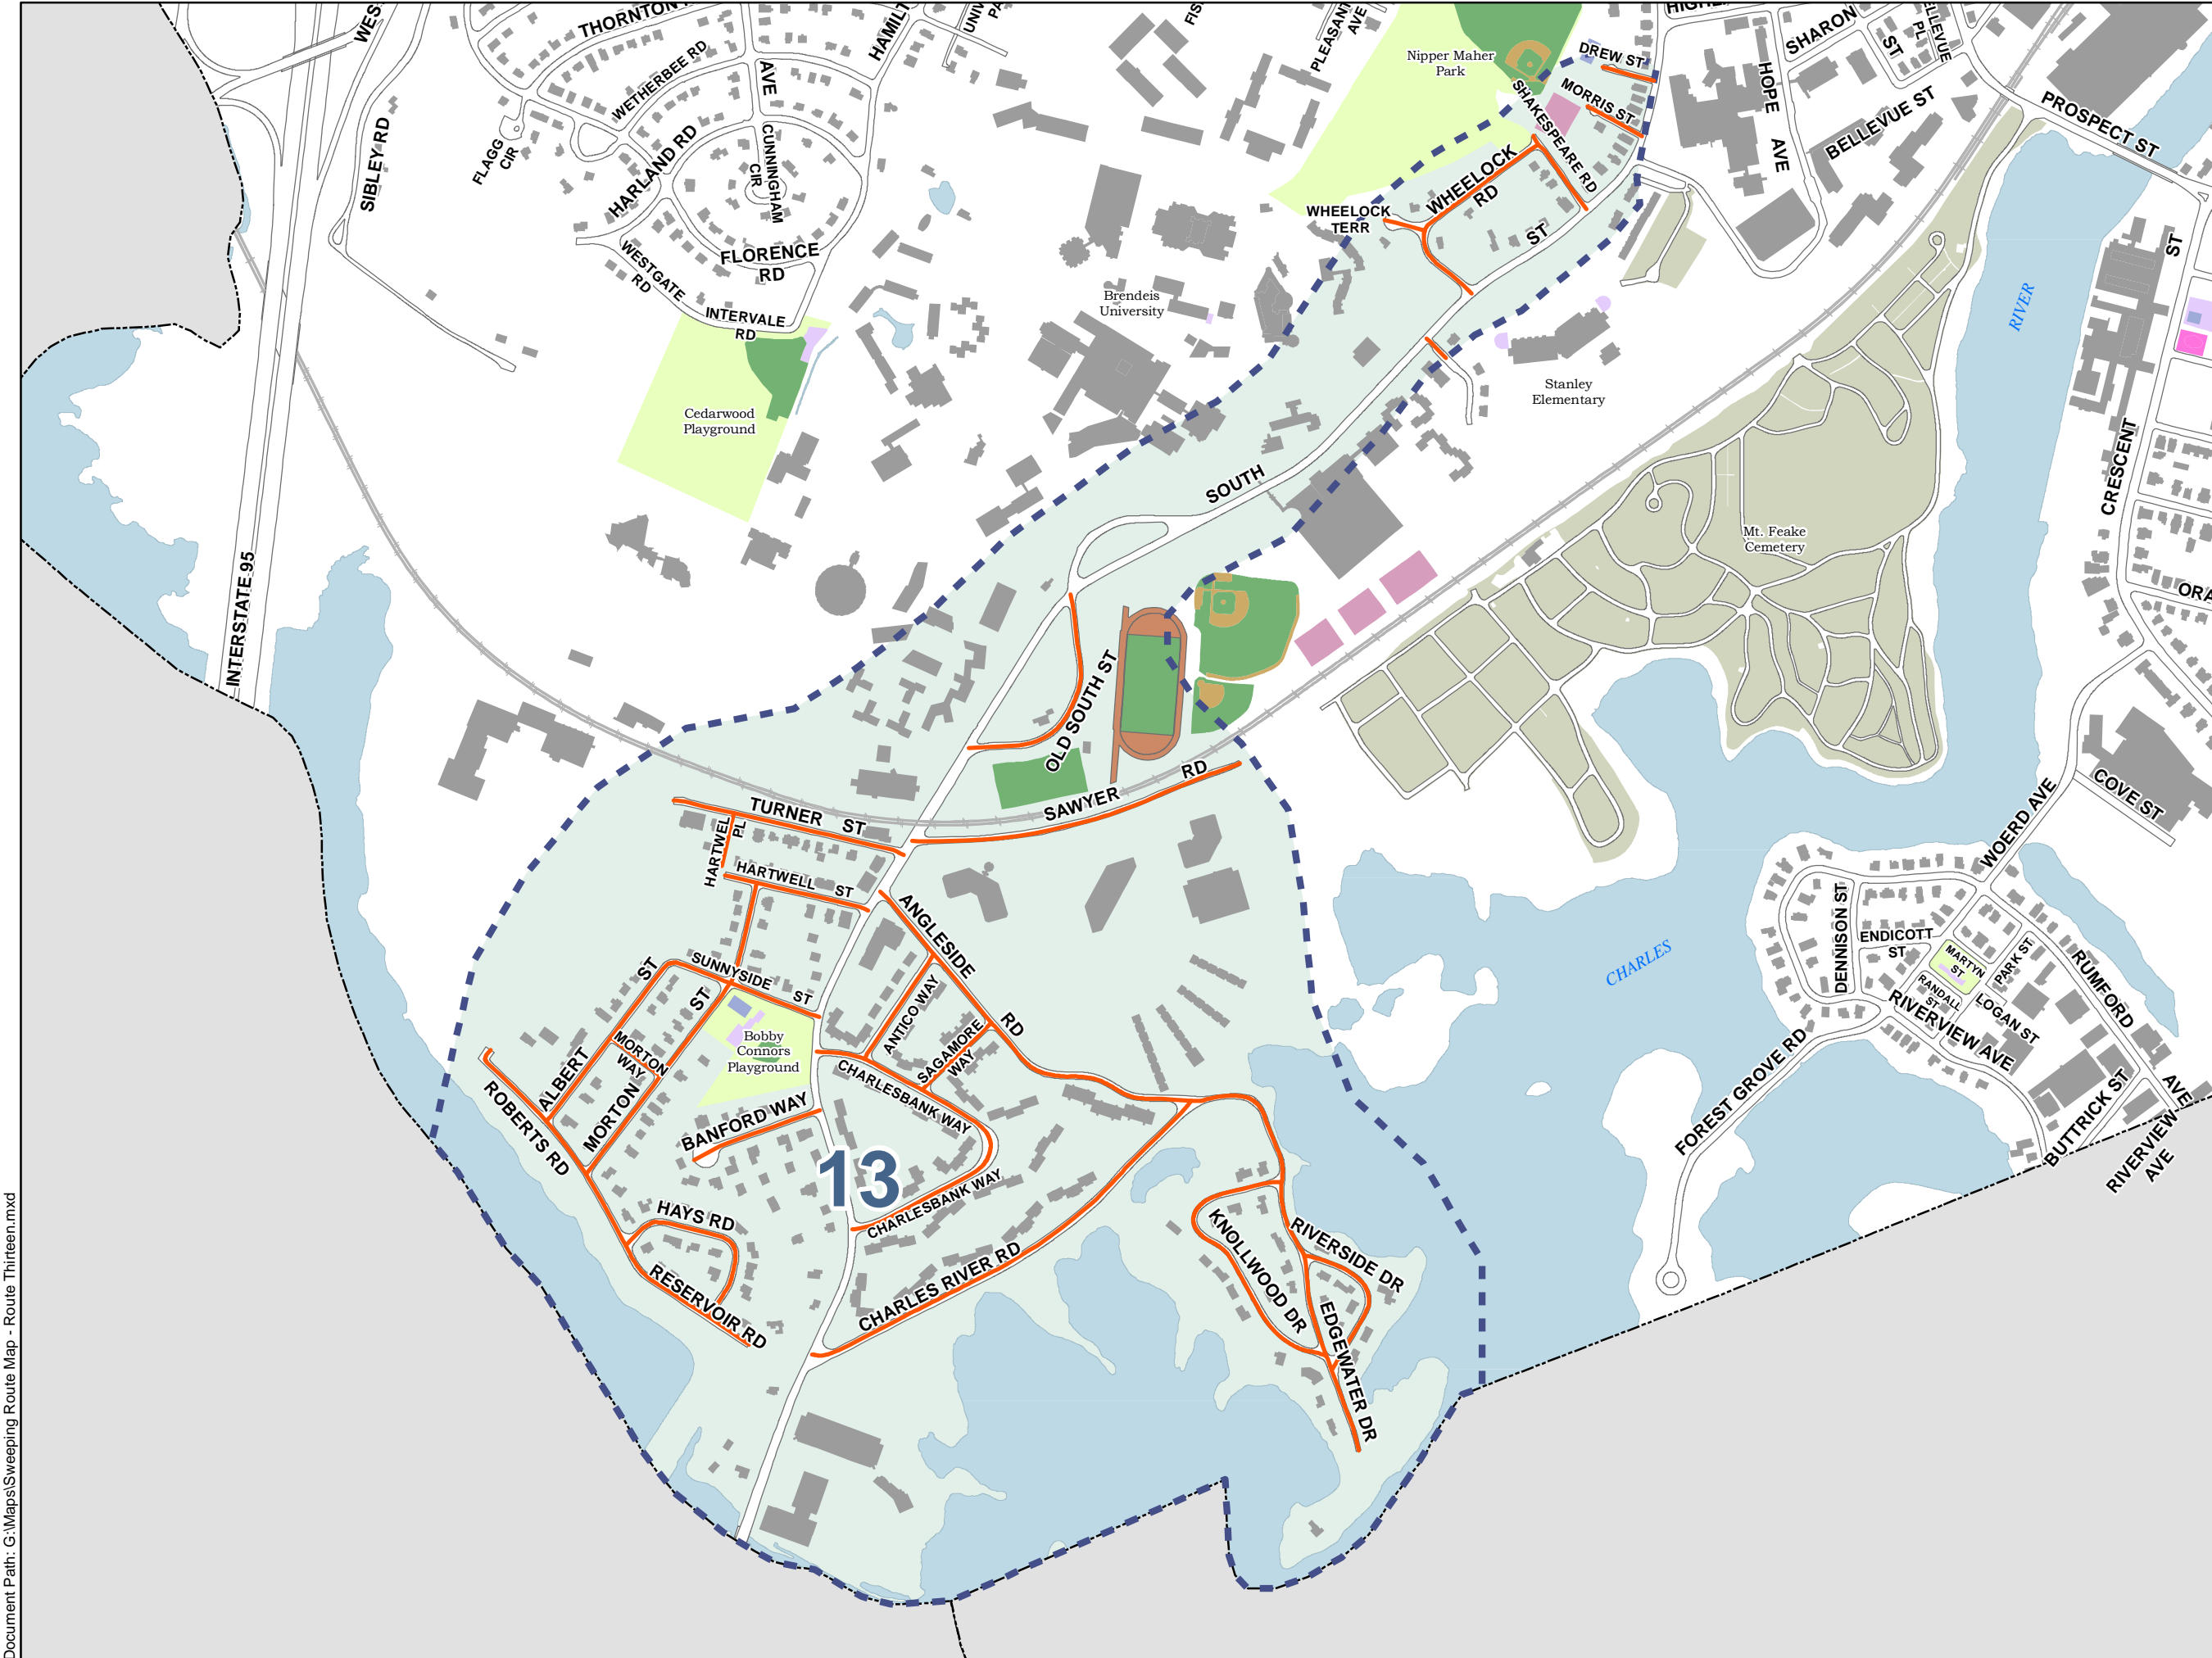 THORNTON
WETHERBEE RD
AVE
FLAGG
CIR
HARLAND RD
CUNNINGHAM
CIR
SIBLEY RD
WESTGATE
RD
FLORENCE
RD
INTERVALE
RD
Cedarwood
Playground
INTERSTATE 95
PLEASANT
AVE
Nipper Maher
Park
DREW ST
MORRIS ST
SHAKESPEARE RD
WHEELOCK
RD
WHEELOCK
TERR
ST
Brendeis
University
Stanley
Elementary
SHARON
ST
HOPE
AVE
BELLEVUE ST
PROSPECT ST
RIVER
ST
CRESCENT
Mt. Feake
Cemetery
SOUTH
OLD SOUTH ST
SAWYER
RD
TURNER ST
HARTWEL
PL
HARTWELL ST
ANGLESIDE
RD
SUNNYSIDE ST
ALBERT
ST
MORTON
ST
MORTON
WAY
ANTICO WAY
SAGAMORE
WAY
Bobby
Connors
Playground
CHARLESBANK WAY
BANFORD WAY
ROBERTS RD
13
CHARLESBANK WAY
HAYS RD
RESERVOIR RD
CHARLES RIVER RD
KNOLLWOOD DR
RIVERSIDE DR
EDGEWATER DR
CHARLES
WOERD AVE
COVE ST
DENNISON ST
ENDICOTT
ST
MARTYN
ST
PARK ST
RANDALL
ST
LOGAN ST
RUMFORD
AVE
RIVERVIEW AVE
FOREST GROVE RD
BUTTRICK ST
RIVERVIEW
AVE
Document Path: G:\Maps\Sweeping Route Map - Route Thirteen.mxd